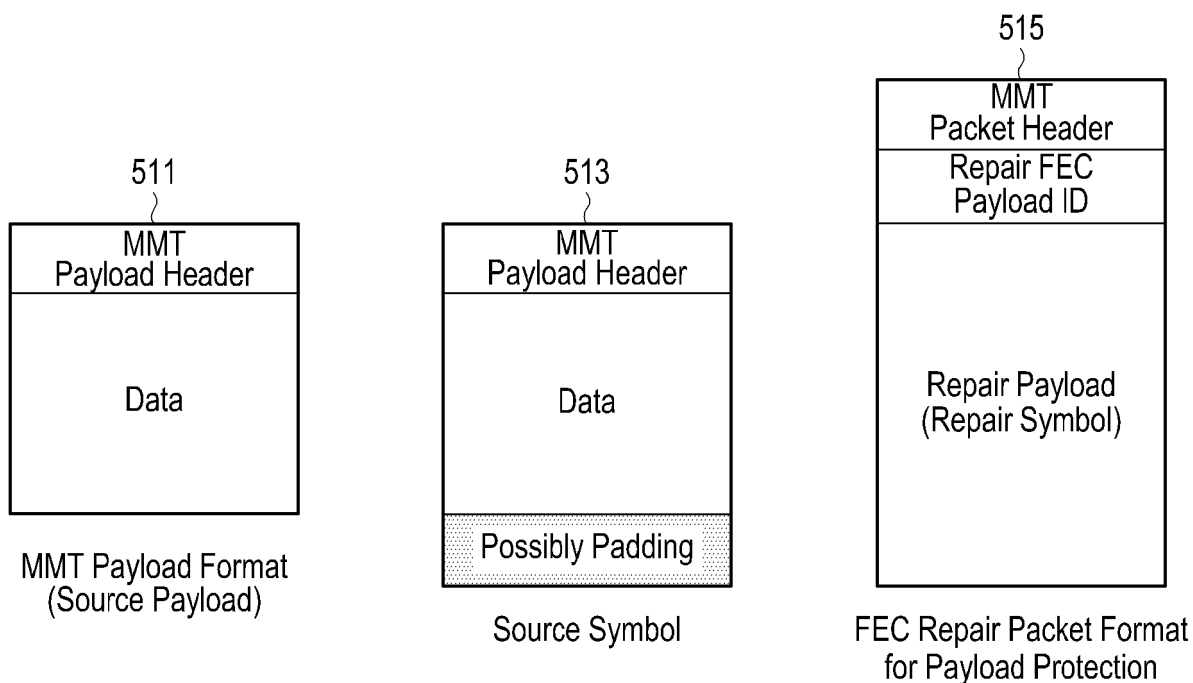 511
MMT
Payload Header
Data
MMT Payload Format
(Source Payload)
513
MMT
Payload Header
Data
Possibly Padding
Source Symbol
515
MMT
Packet Header
Repair FEC
Payload ID
Repair Payload
(Repair Symbol)
FEC Repair Packet Format
for Payload Protection